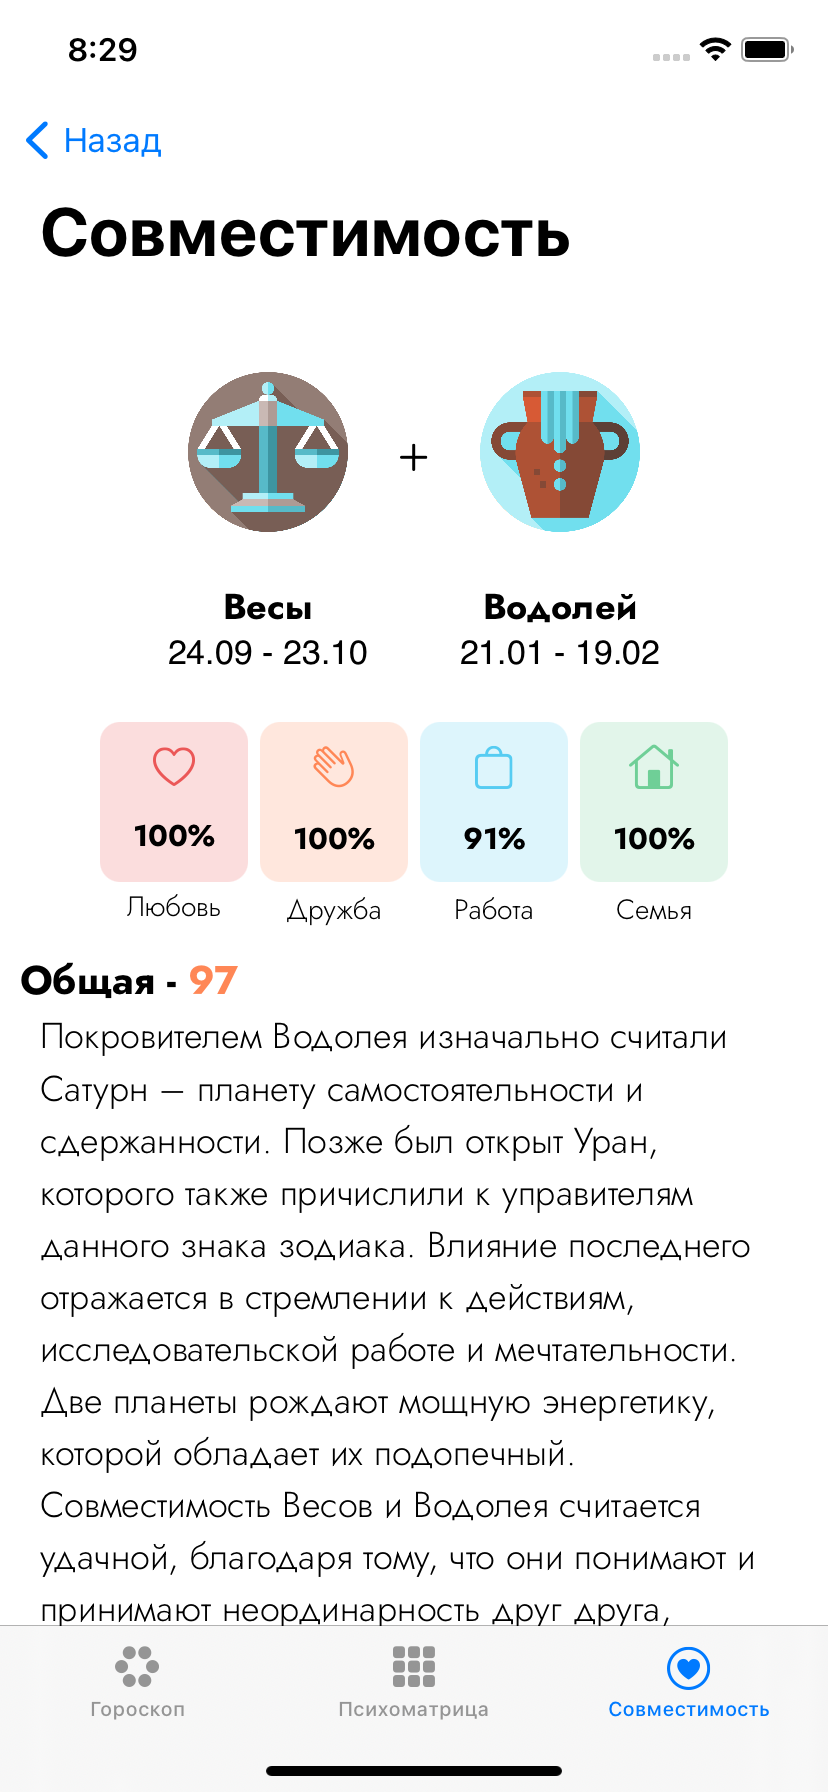 8:29
Назад
Совместимость
+
Весы
Водолей
24.09 - 23.10
21.01 - 19.02
100%
100%
91%
100%
Любовь
Дружба
Работа
Семья
Общая - 97
Покровителем Водолея изначально считали
Сатурн – планету самостоятельности и
сдержанности. Позже был открыт Уран,
которого также причислили к управителям
данного знака зодиака. Влияние последнего
отражается в стремлении к действиям,
исследовательской работе и мечтательности.
Две планеты рождают мощную энергетику,
которой обладает их подопечный.
Совместимость Весов и Водолея считается
удачной, благодаря тому, что они понимают и
принимают неординарность друг друга,
Гороскоп
Психоматрица
Совместимость